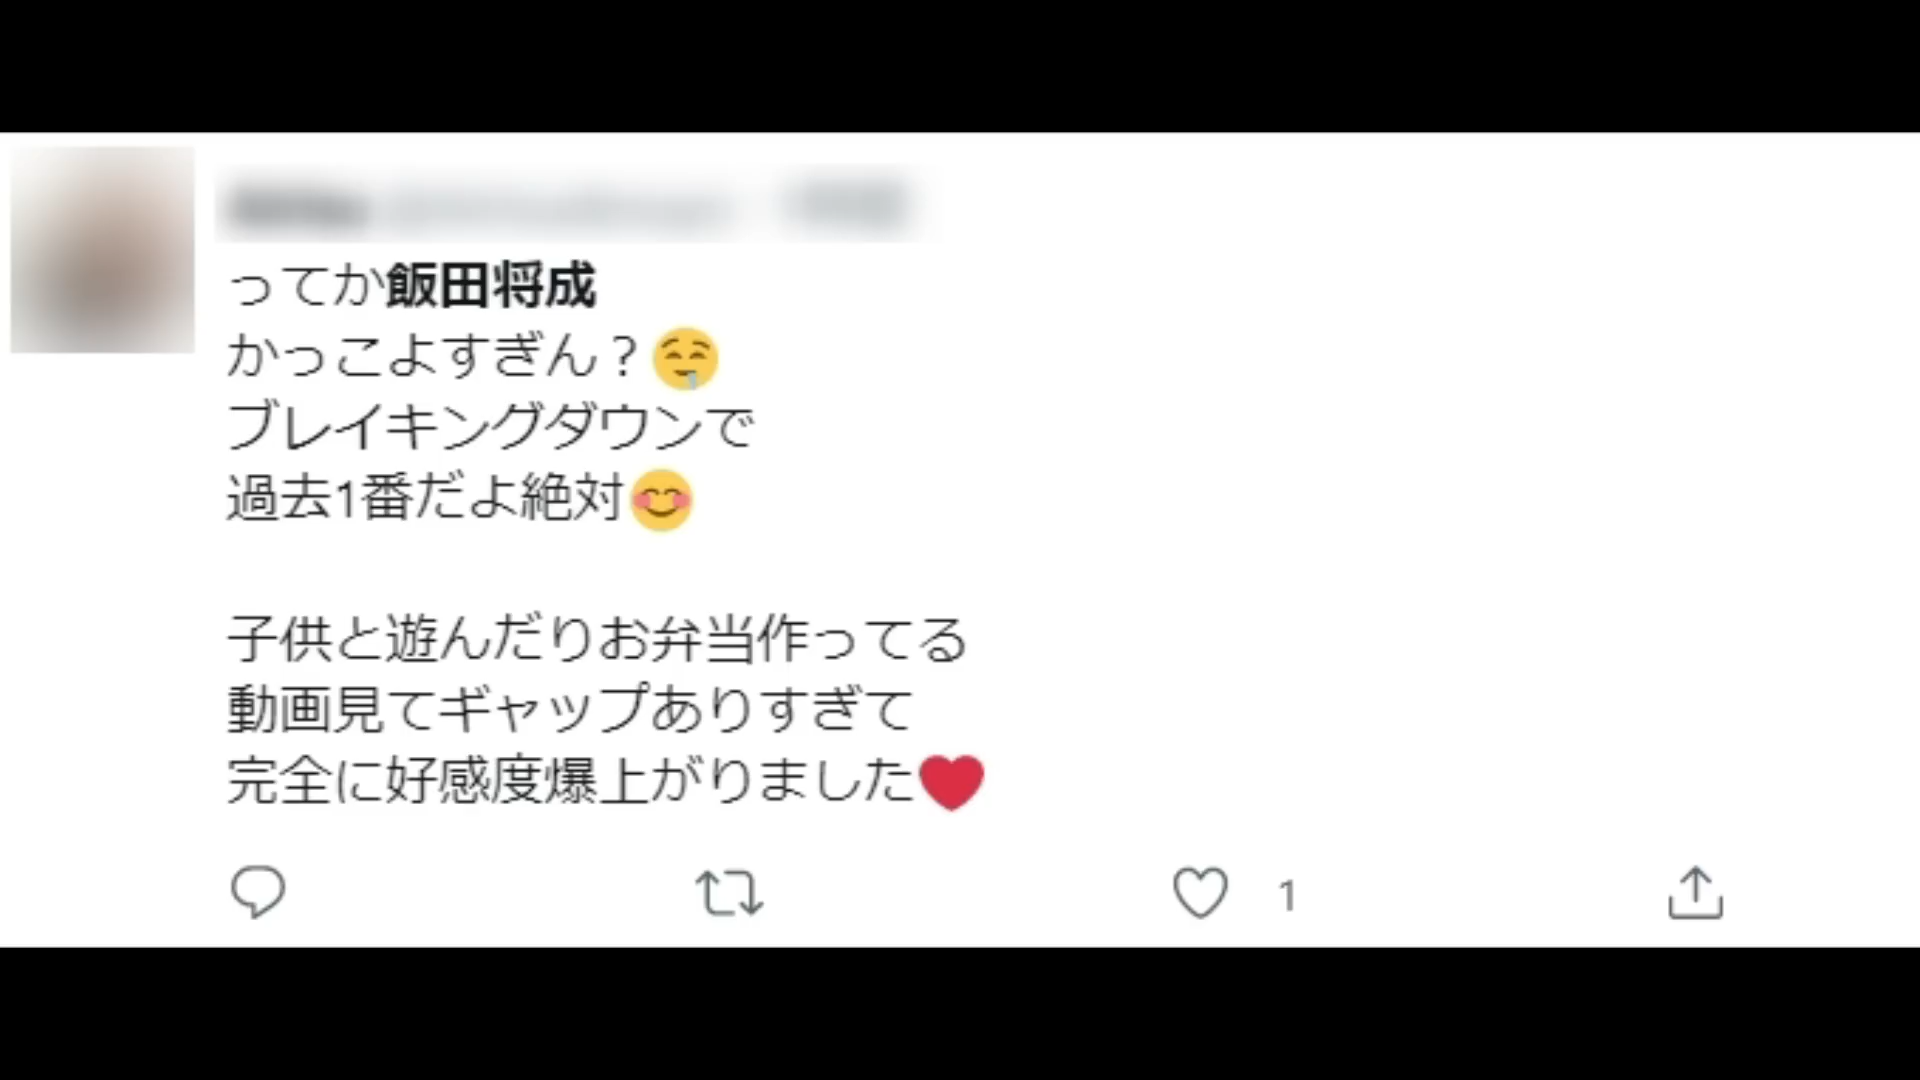 ってか飯田将成
かっこよすぎん？🤤
ブレイキングダウンで
過去1番だよ絶対😊
子供と遊んだりお弁当作ってる
動画見てギャップありすぎて
完全に好感度爆上がりました❤
1